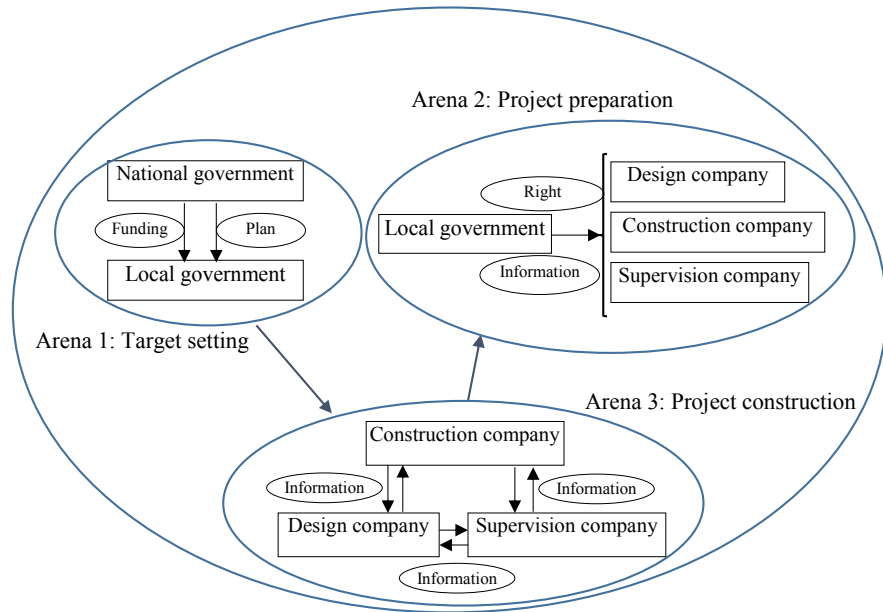 Arena 2: Project preparation
National government
Funding
Plan
Local government
Arena 1: Target setting
Right
Design company
Local government
Construction company
Information
Supervision company
Arena 3: Project construction
Construction company
Information
Information
Design company
Supervision company
Information